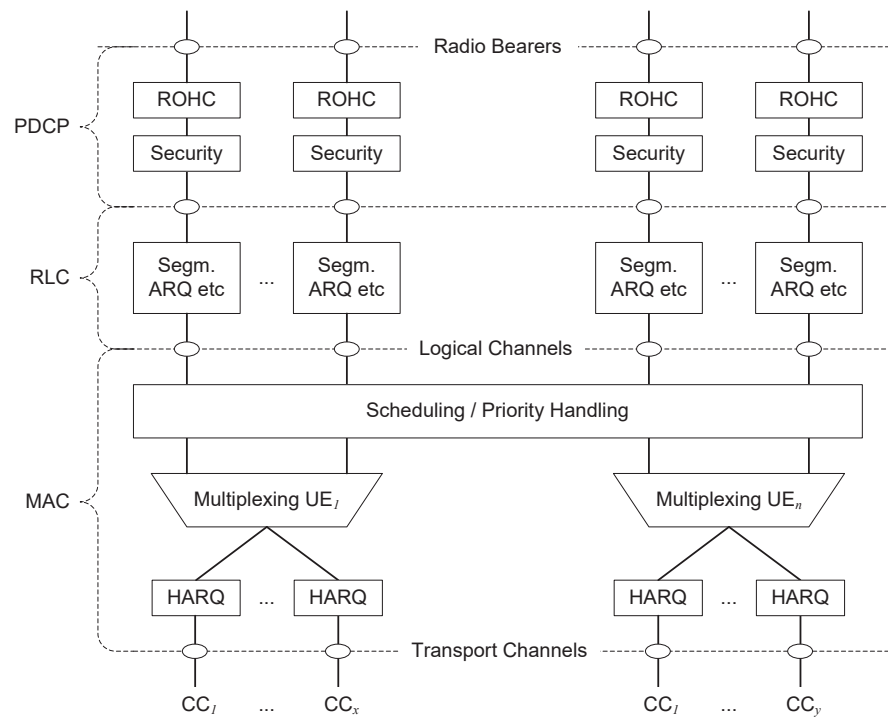 Radio Bearers
ROHC ROHC ROHC ROHC
PDCP
Security Security Security Security
Segm. ARQ etc ... Segm. ARQ etc Segm. ARQ etc ... Segm. ARQ etc
RLC
Logical Channels
Scheduling / Priority Handling
Multiplexing UE1 Multiplexing UEn
MAC
HARQ ... HARQ HARQ ... HARQ
Transport Channels
CC1 ... CCx CC1 ... CCy